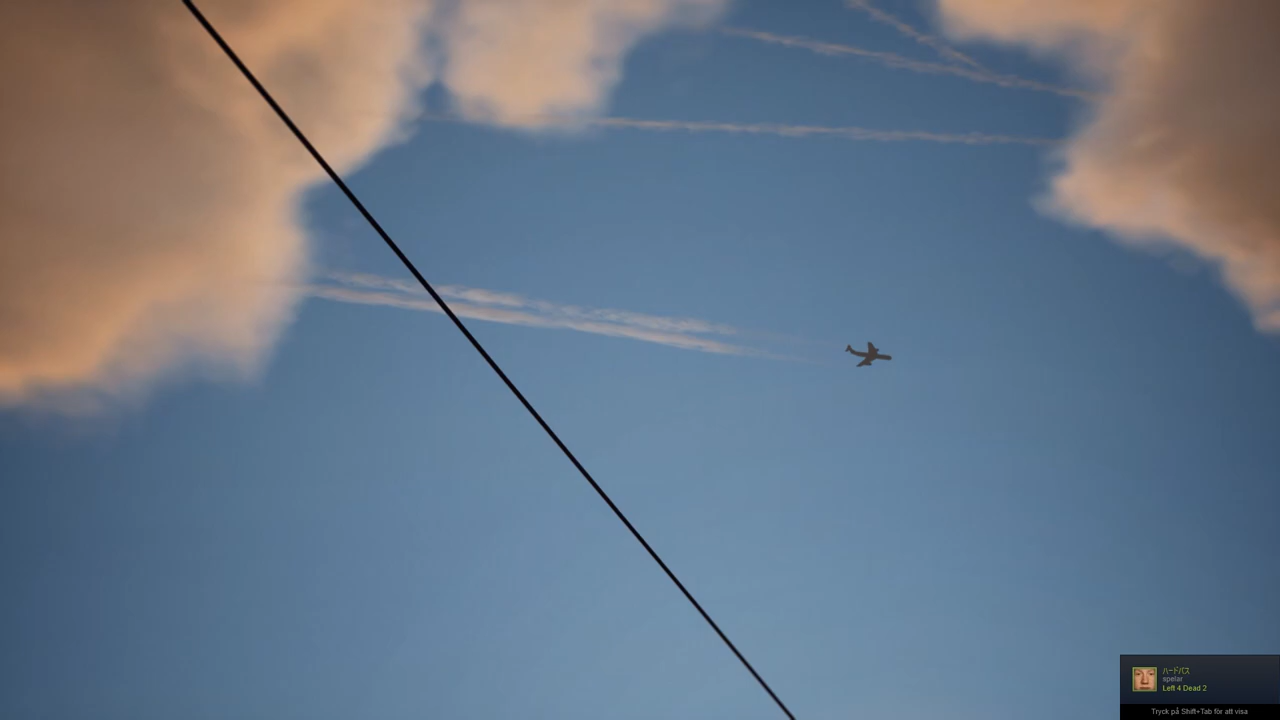 ハードパス
spelar
Left 4 Dead 2
Tryck på Shift+Tab för att visa